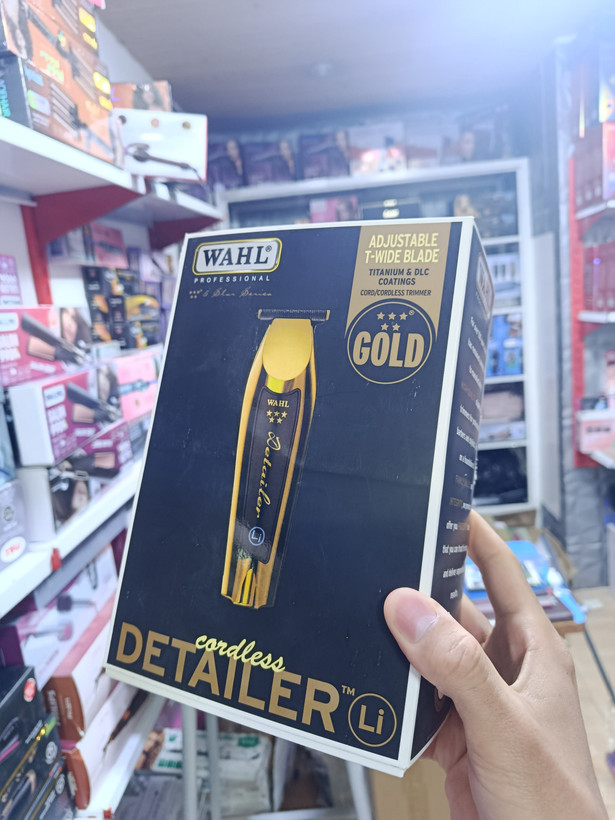 WAHL®
PROFESSIONAL
5 Star Series
ADJUSTABLE
T-WIDE BLADE
TITANIUM & DLC
COATINGS
CORD/CORDLESS TRIMMER
GOLD
WAHL
Detailer
Li
cordless
DETAILER™
Li